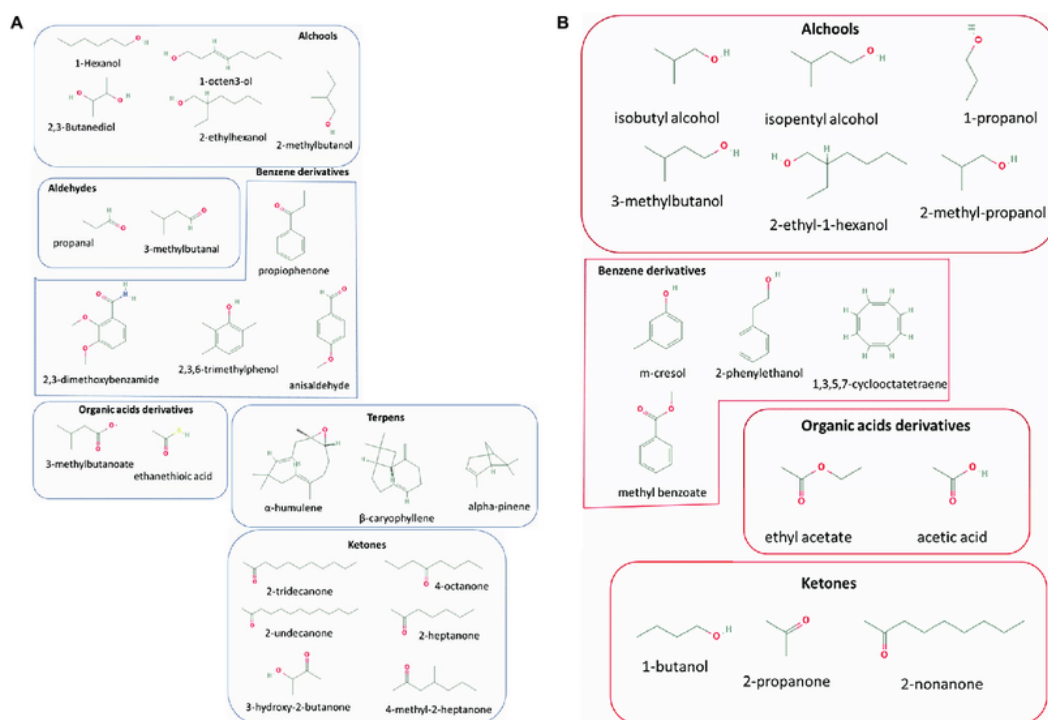 A
Alchools
1-Hexanol
1-octen3-ol
2,3-Butanediol
2-ethylhexanol
2-methylbutanol
Benzene derivatives
Aldehydes
propanal
3-methylbutanal
propiophenone
2,3-dimethoxybenzamide
2,3,6-trimethylphenol
anisaldehyde
Organic acids derivatives
3-methylbutanoate
ethanethioic acid
Terpens
α-humulene
β-caryophyllene
alpha-pinene
Ketones
2-tridecanone
4-octanone
2-undecanone
2-heptanone
3-hydroxy-2-butanone
4-methyl-2-heptanone
B
Alchools
isobutyl alcohol
isopentyl alcohol
1-propanol
3-methylbutanol
2-ethyl-1-hexanol
2-methyl-propanol
Benzene derivatives
m-cresol
2-phenylethanol
1,3,5,7-cyclooctatetraene
methyl benzoate
Organic acids derivatives
ethyl acetate
acetic acid
Ketones
1-butanol
2-propanone
2-nonanone